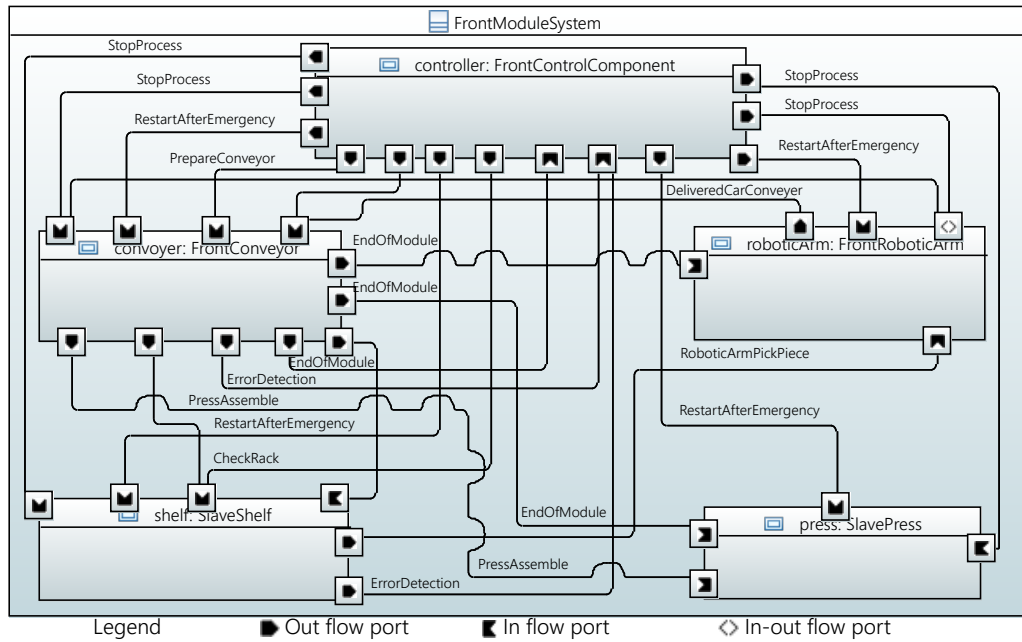 FrontModuleSystem
StopProcess
controller: FrontControlComponent
StopProcess
StopProcess
StopProcess
RestartAfterEmergency
RestartAfterEmergency
PrepareConveyor
DeliveredCarConveyer
EndOfModule
convoyer: FrontConveyor
roboticArm: FrontRoboticArm
EndOfModule
EndOfModule
RoboticArmPickPiece
ErrorDetection
PressAssemble
RestartAfterEmergency
RestartAfterEmergency
CheckRack
shelf: SlaveShelf
EndOfModule
press: SlavePress
PressAssemble
ErrorDetection
Legend Out flow port In flow port In-out flow port